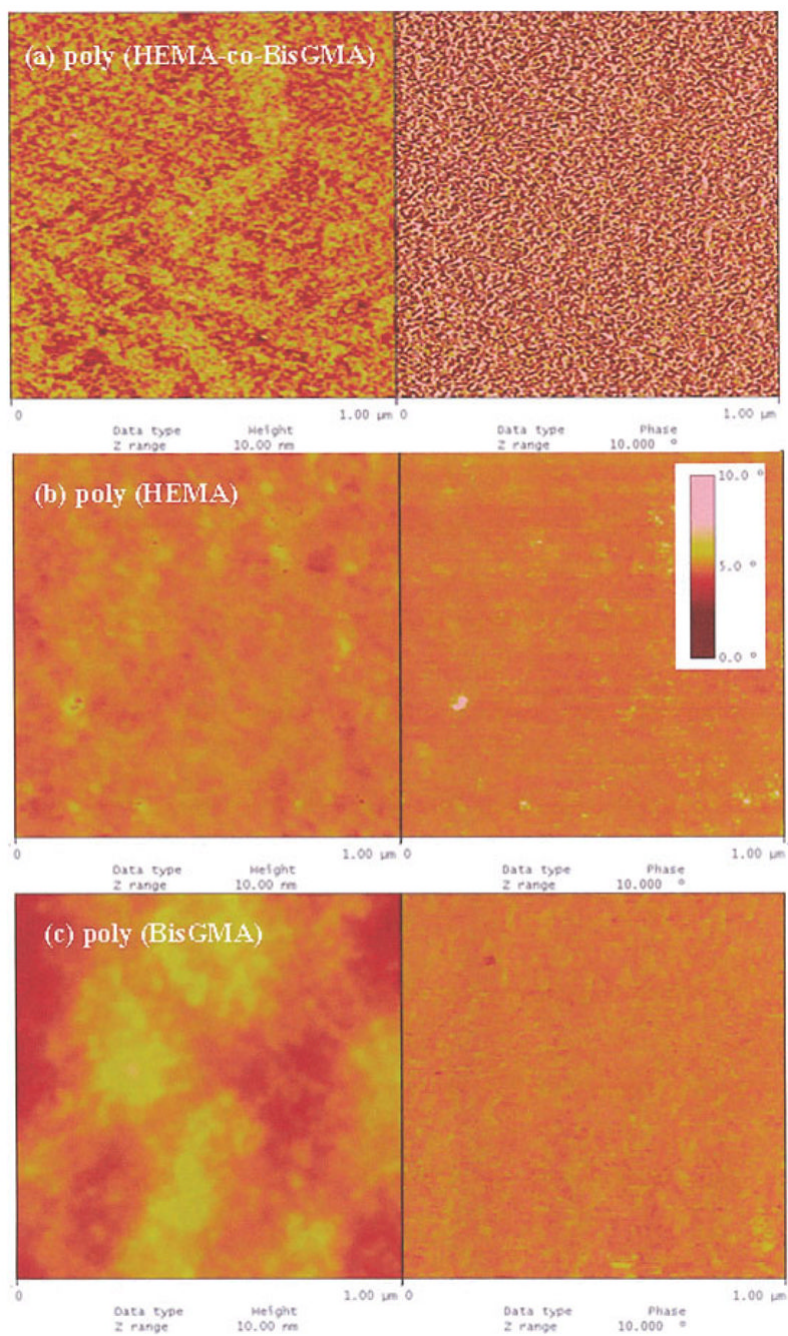 (a) poly (HEMA-co-BisGMA)
0 1.00 µm 0 1.00 µm
Data type Height Data type Phase
Z range 10.00 nm Z range 10.000 °
(b) poly (HEMA)
10.0 °
5.0 °
0.0 °
0 1.00 µm 0 1.00 µm
Data type Height Data type Phase
Z range 10.00 nm Z range 10.000 °
(c) poly (BisGMA)
0 1.00 µm 0 1.00 µm
Data type Height Data type Phase
Z range 10.00 nm Z range 10.000 °